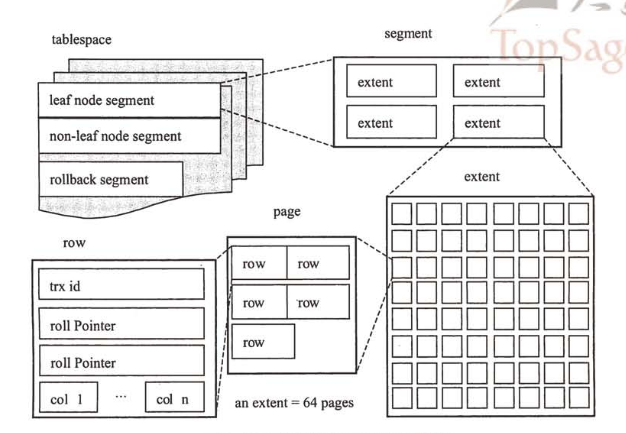 tablespace
segment
TopSage
leaf node segment
non-leaf node segment
rollback segment
extent
extent
extent
extent
extent
page
row
trx id
roll Pointer
roll Pointer
col 1 ... col n
row row
row row
row
an extent = 64 pages